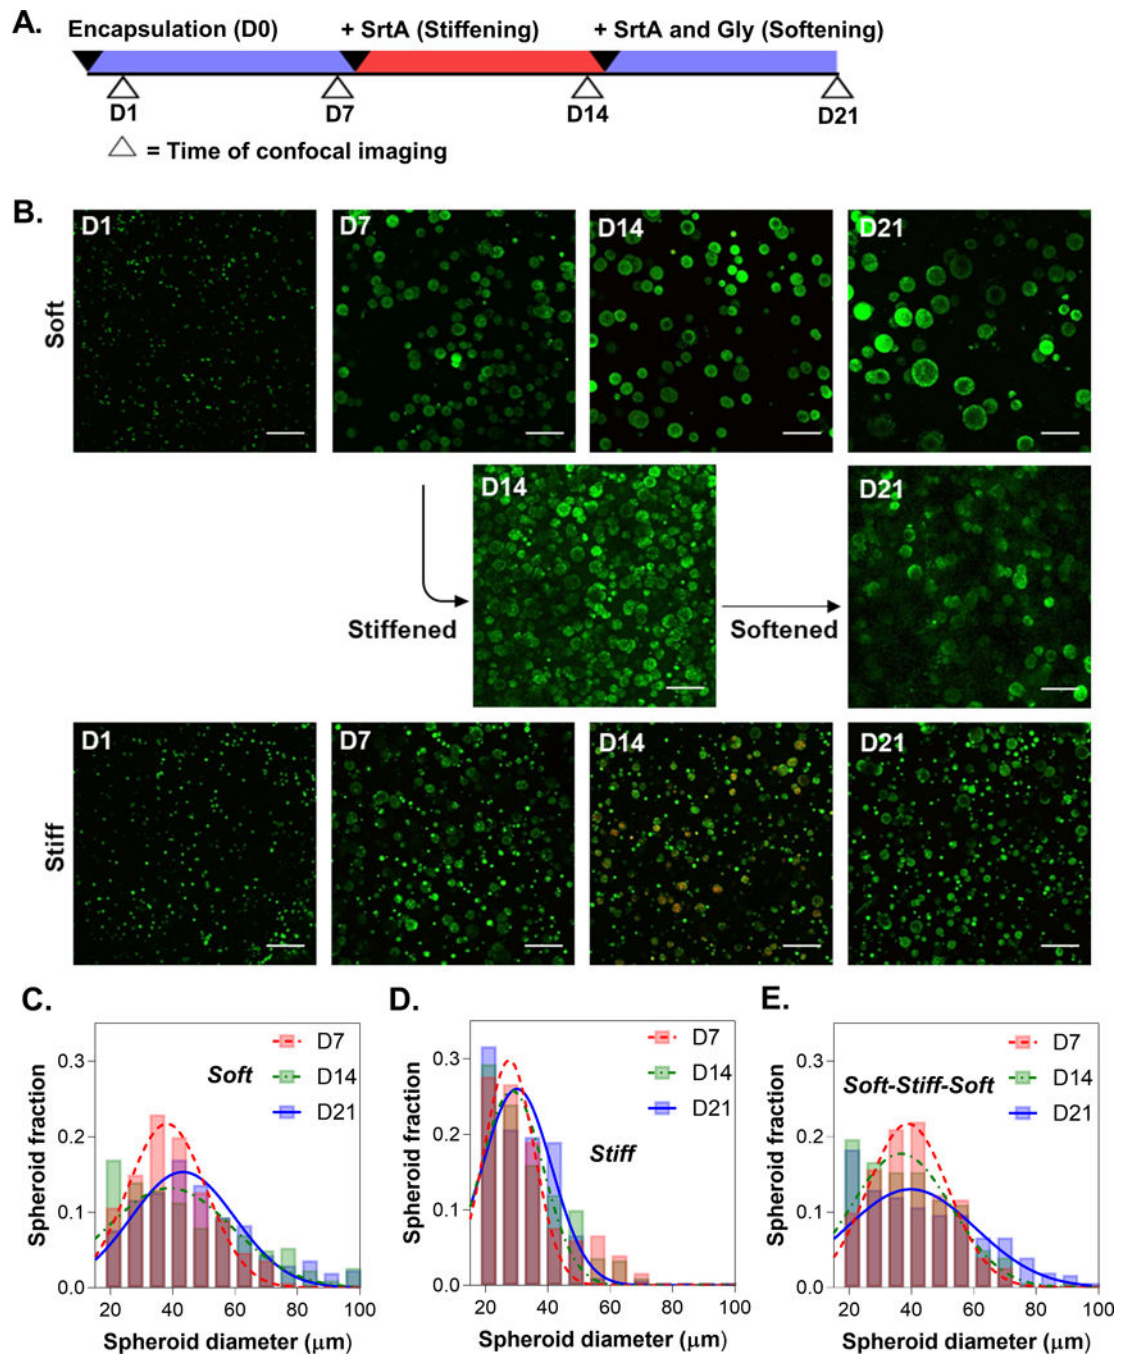 A.
Encapsulation (D0) + SrtA (Stiffening) + SrtA and Gly (Softening)
D1 D7 D14 D21
= Time of confocal imaging
B.
Soft
D1 D7 D14 D21
D14 D21
Stiffened Softened
Stiff
D1 D7 D14 D21
C.
Spheroid fraction
0.3
0.2
0.1
0.0
20 40 60 80 100
Spheroid diameter (μm)
Soft
D7
D14
D21
D.
Spheroid fraction
0.3
0.2
0.1
0.0
20 40 60 80 100
Spheroid diameter (μm)
Stiff
D7
D14
D21
E.
Spheroid fraction
0.3
0.2
0.1
0.0
20 40 60 80 100
Spheroid diameter (μm)
Soft-Stiff-Soft
D7
D14
D21